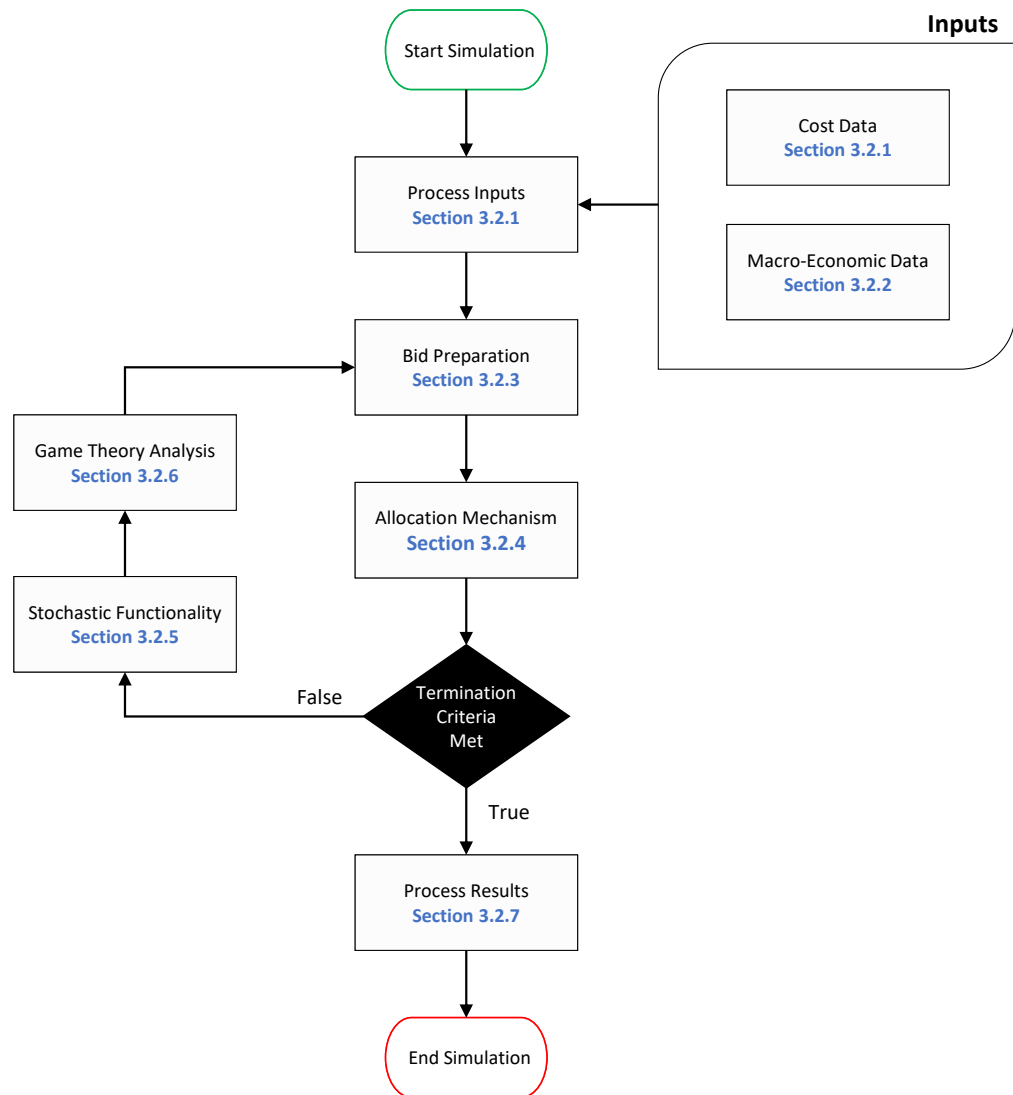 Inputs
Start Simulation
Cost Data
Section 3.2.1
Process Inputs
Section 3.2.1
Macro-Economic Data
Section 3.2.2
Bid Preparation
Section 3.2.3
Game Theory Analysis
Section 3.2.6
Allocation Mechanism
Section 3.2.4
Stochastic Functionality
Section 3.2.5
False
Termination
Criteria
Met
True
Process Results
Section 3.2.7
End Simulation